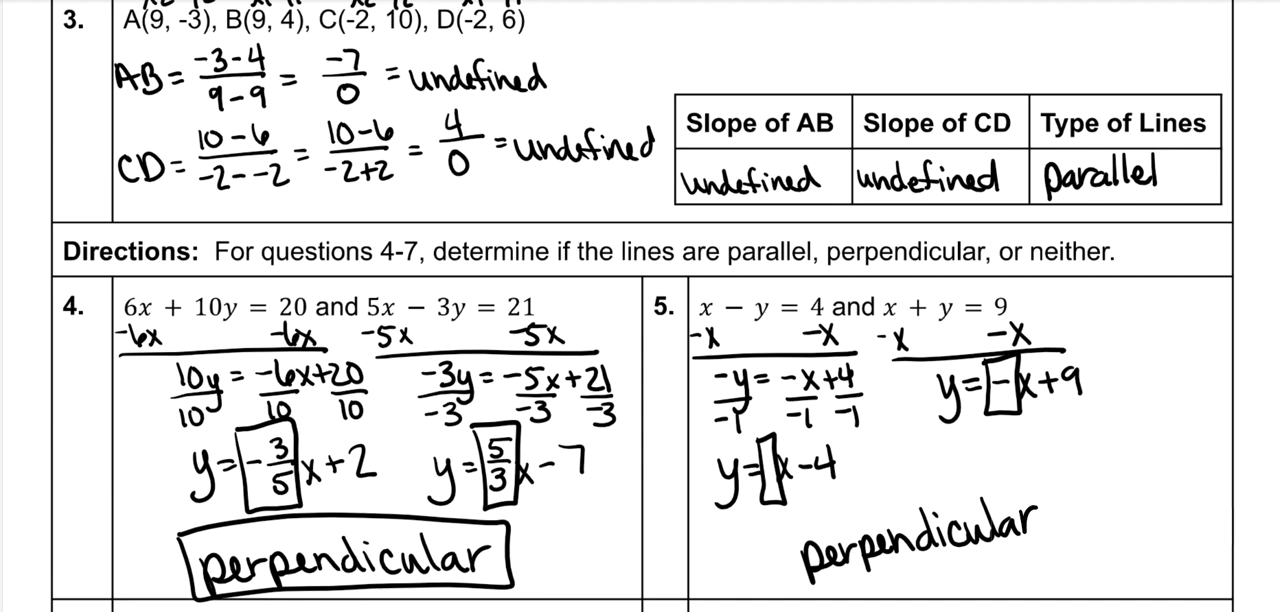 3. A(9, -3), B(9, 4), C(-2, 10), D(-2, 6)
AB = -3-4/9-9 = -7/0 = undefined
CD = 10-6/-2--2 = 10-6/-2+2 = 4/0 = undefined
Slope of AB Slope of CD Type of Lines
undefined undefined parallel
Directions: For questions 4-7, determine if the lines are parallel, perpendicular, or neither.
4. 6x + 10y = 20 and 5x − 3y = 21
-6x -6x -5x -5x
10y/10 = -6x/10 + 20/10 -3y/-3 = -5x/-3 + 21/-3
y = -3/5 x + 2 y = 5/3 x - 7
perpendicular
5. x − y = 4 and x + y = 9
-x -x -x -x
-y/-1 = -x/-1 + 4/-1 y = -x + 9
y = x - 4
perpendicular